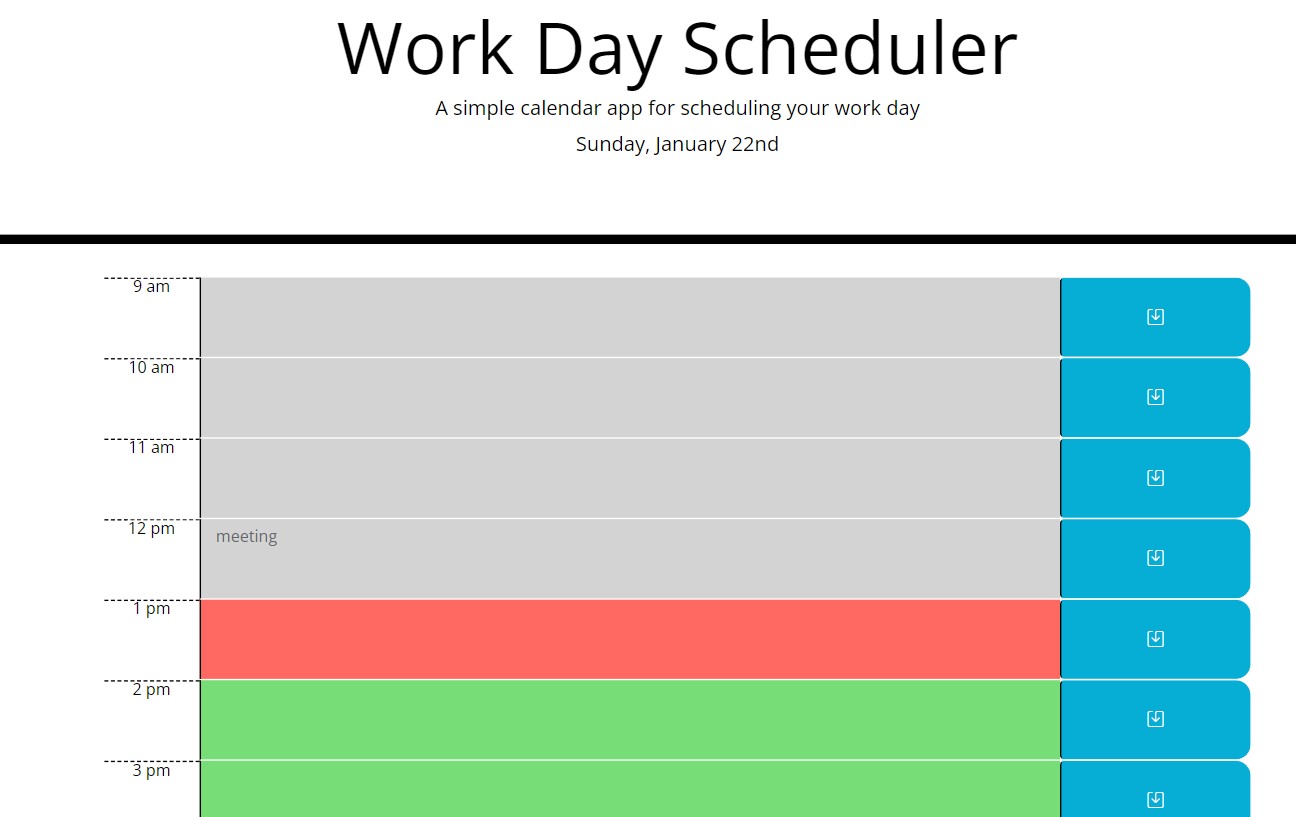 Work Day Scheduler
A simple calendar app for scheduling your work day
Sunday, January 22nd
9 am
10 am
11 am
12 pm
meeting
1 pm
2 pm
3 pm